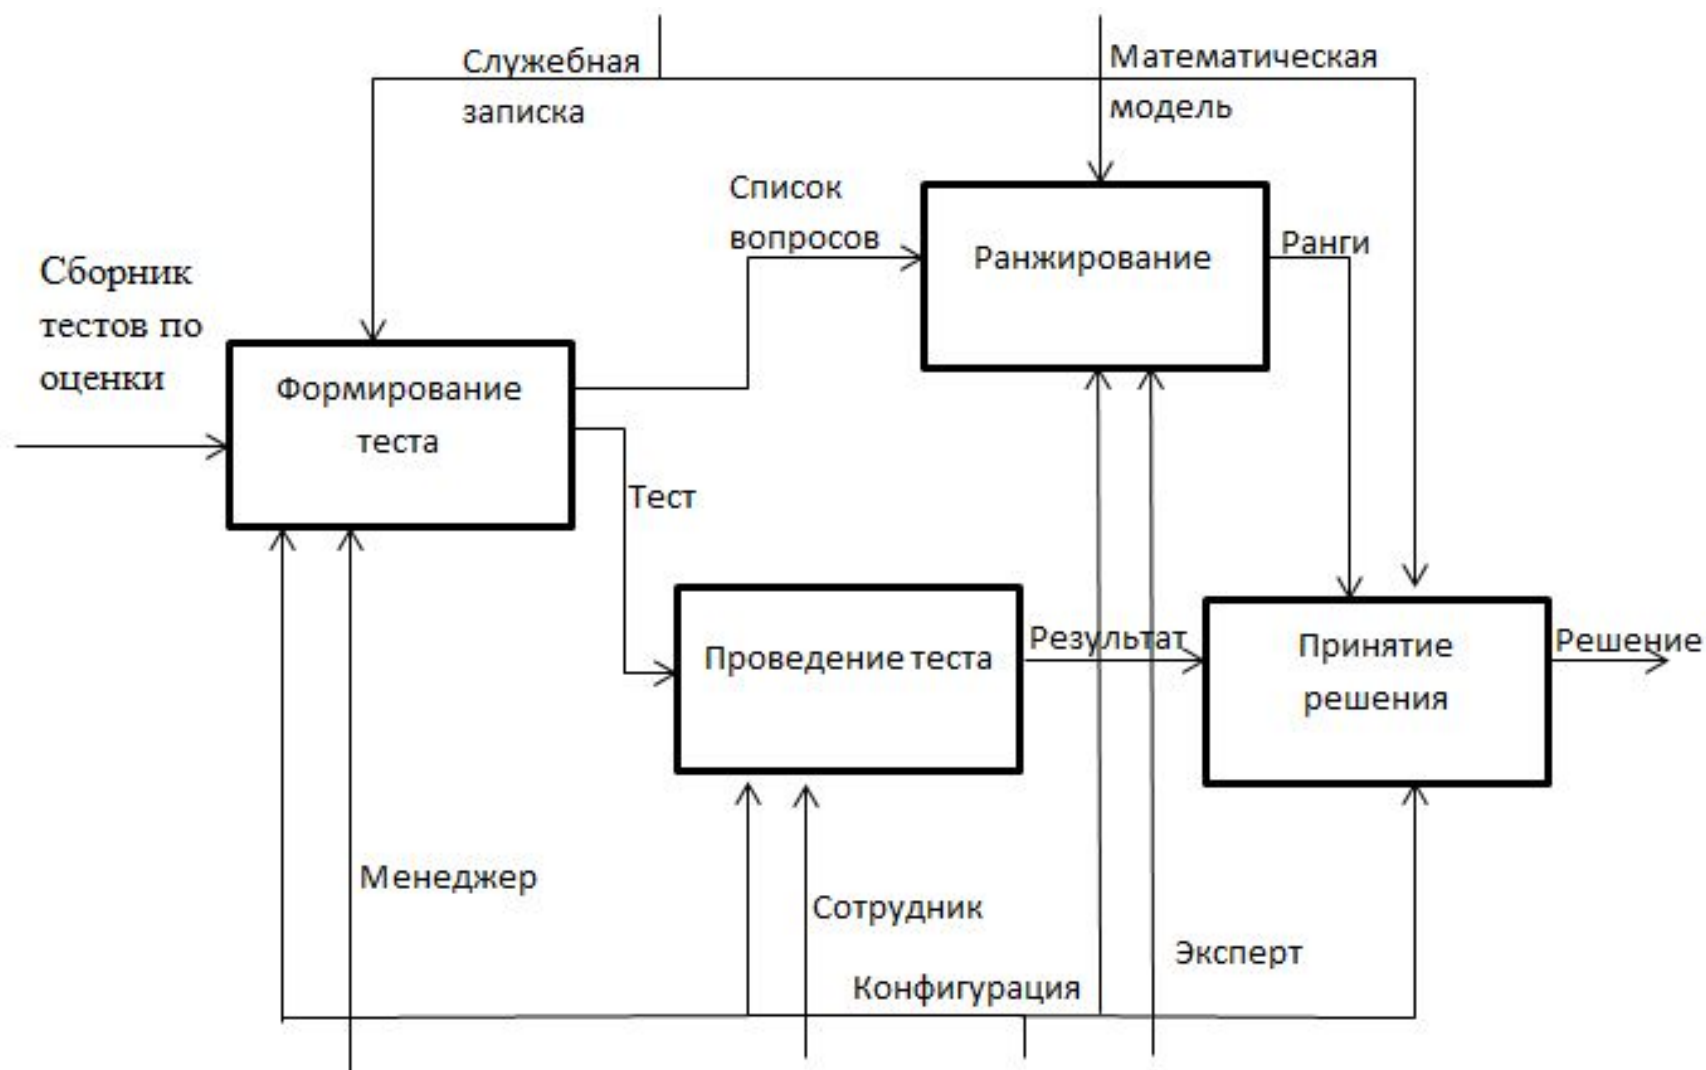 Служебная
записка
Математическая
модель
Список
вопросов
Ранжирование
Ранги
Сборник
тестов по
оценки
Формирование
теста
Тест
Проведение теста
Результат
Принятие
решения
Решение
Менеджер
Сотрудник
Эксперт
Конфигурация